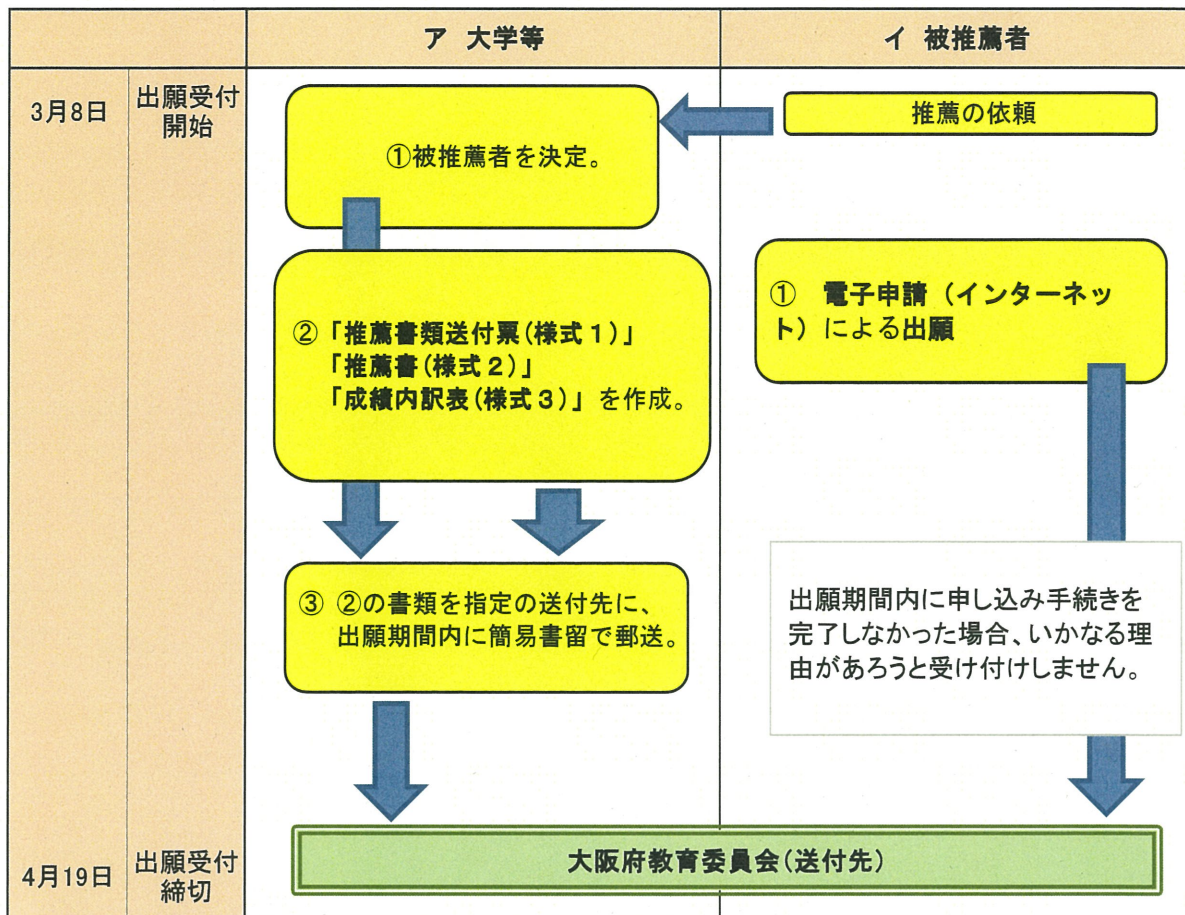 ア 大学等
イ 被推薦者
3月8日
出願受付
開始
①被推薦者を決定。
推薦の依頼
②「推薦書類送付票(様式1)」
「推薦書(様式2)」
「成績内訳表(様式3)」を作成。
① 電子申請（インターネッ
ト）による出願
③ ②の書類を指定の送付先に、
出願期間内に簡易書留で郵送。
出願期間内に申し込み手続きを
完了しなかった場合、いかなる理
由があろうと受け付けしません。
4月19日
出願受付
締切
大阪府教育委員会(送付先)